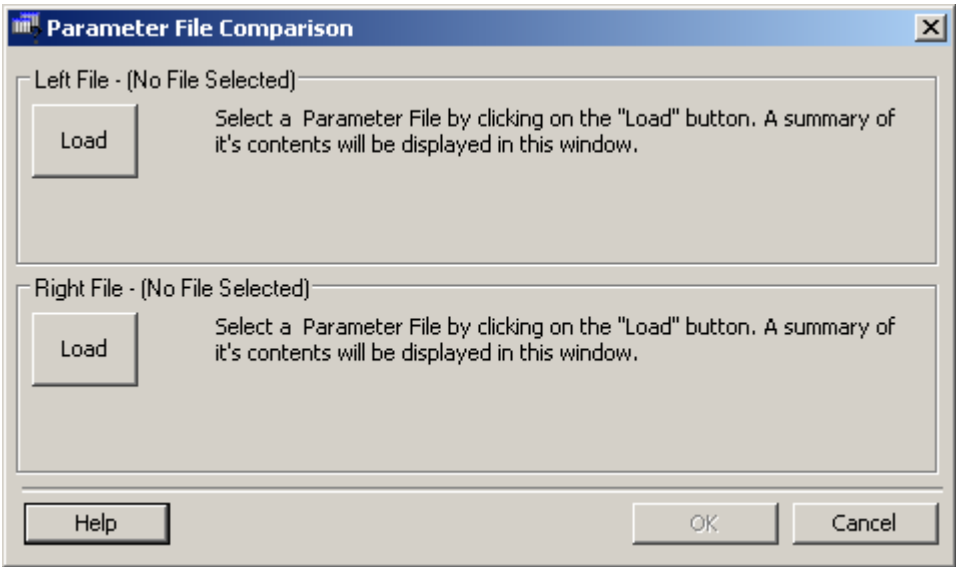 Parameter File Comparison
Left File - (No File Selected)
Load
Select a  Parameter File by clicking on the "Load" button. A summary of
it's contents will be displayed in this window.
Right File - (No File Selected)
Load
Select a  Parameter File by clicking on the "Load" button. A summary of
it's contents will be displayed in this window.
Help
OK
Cancel